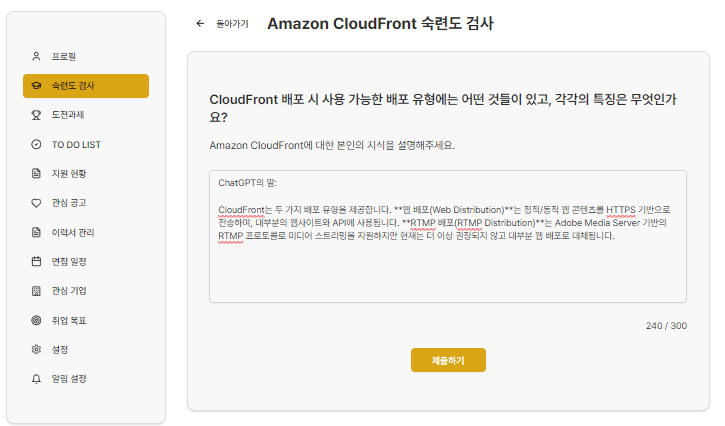 돌아가기
Amazon CloudFront 숙련도 검사
프로필
숙련도 검사
도전과제
TO DO LIST
지원 현황
관심 공고
이력서 관리
면접 일정
관심 기업
취업 목표
설정
알림 설정
CloudFront 배포 시 사용 가능한 배포 유형에는 어떤 것들이 있고, 각각의 특징은 무엇인가
요?
Amazon CloudFront에 대한 본인의 지식을 설명해주세요.
ChatGPT의 말:
CloudFront는 두 가지 배포 유형을 제공합니다. **웹 배포(Web Distribution)**는 정적/동적 웹 콘텐츠를 HTTPS 기반으로
전송하며, 대부분의 웹사이트와 API에 사용됩니다. **RTMP 배포(RTMP Distribution)**는 Adobe Media Server 기반의
RTMP 프로토콜로 미디어 스트리밍을 지원하지만 현재는 더 이상 권장되지 않고 대부분 웹 배포로 대체됩니다.
240 / 300
제출하기